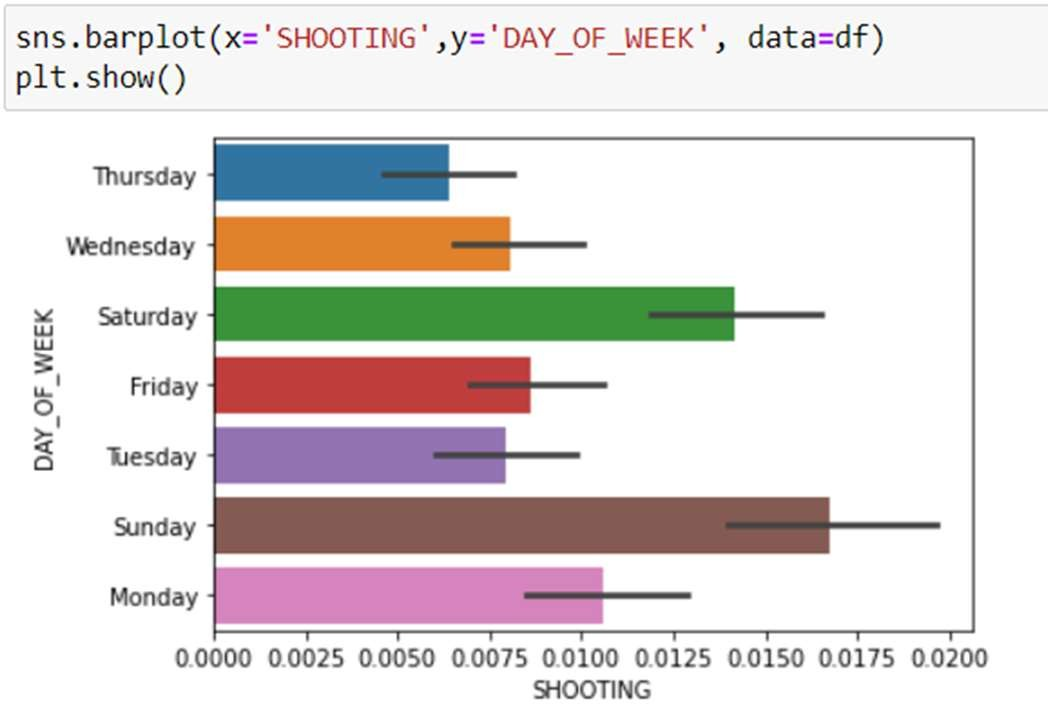 sns.barplot(x='SHOOTING',y='DAY_OF_WEEK', data=df)
plt.show()
Thursday
Wednesday
Saturday
Friday
Tuesday
Sunday
Monday
DAY_OF_WEEK
0.0000 0.0025 0.0050 0.0075 0.0100 0.0125 0.0150 0.0175 0.0200
SHOOTING